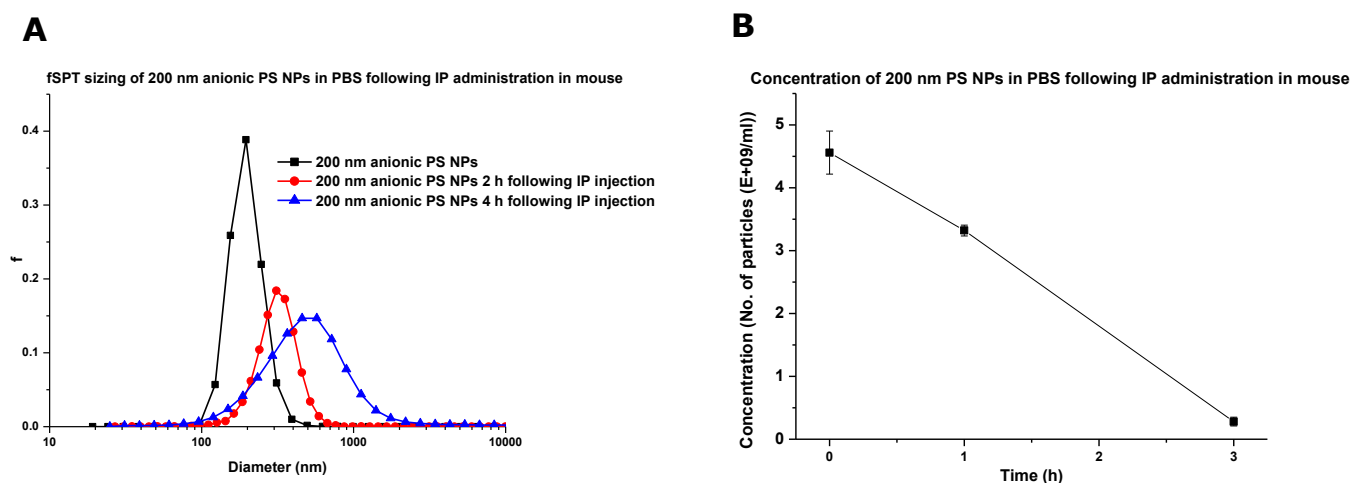 A
fSPT sizing of 200 nm anionic PS NPs in PBS following IP administration in mouse
0.4
0.3
0.2
0.1
0.0
f
200 nm anionic PS NPs
200 nm anionic PS NPs 2 h following IP injection
200 nm anionic PS NPs 4 h following IP injection
10
100
1000
10000
Diameter (nm)
B
Concentration of 200 nm PS NPs in PBS following IP administration in mouse
5
4
3
2
1
0
Concentration (No. of particles (E+09/ml))
0
1
2
3
Time (h)